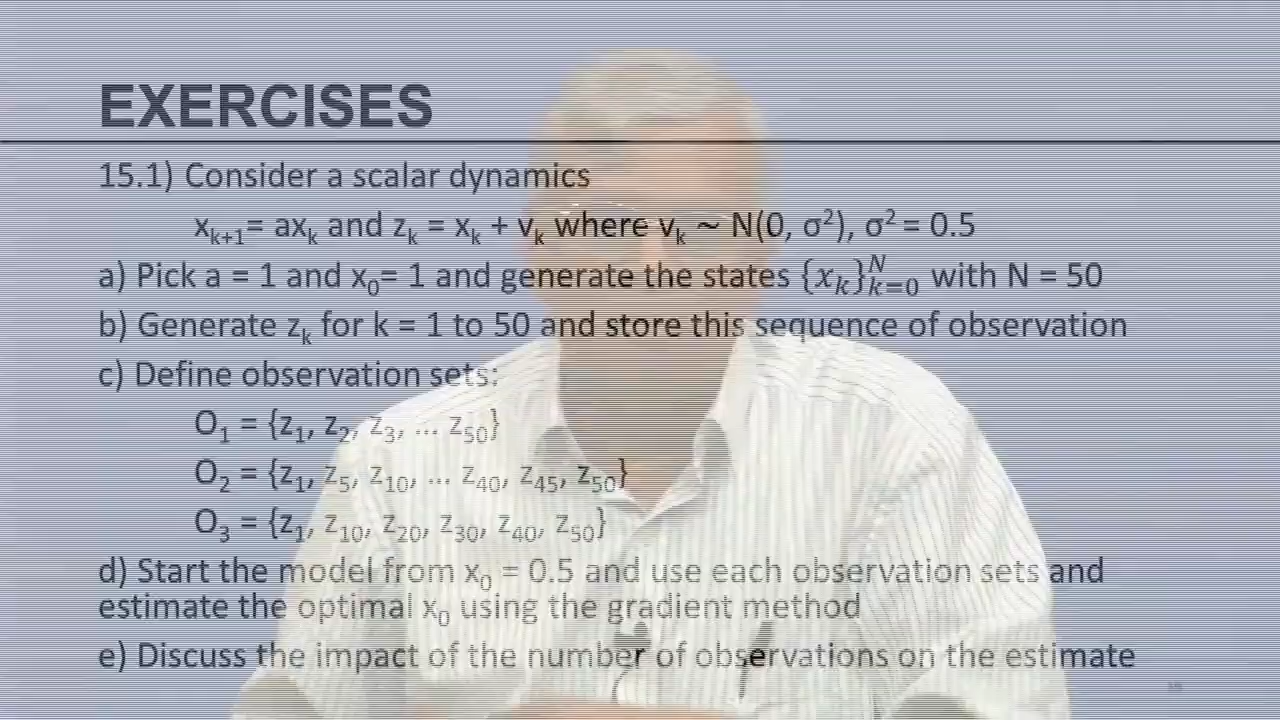 EXERCISES
15.1) Consider a scalar dynamics
xₖ₊₁= axₖ and zₖ = xₖ + vₖ where vₖ ~ N(0, σ²), σ² = 0.5
a) Pick a = 1 and x₀= 1 and generate the states {xₖ}ᴺₖ₌₀ with N = 50
b) Generate zₖ for k = 1 to 50 and store this sequence of observation
c) Define observation sets:
O₁ = {z₁, z₂, z₃, ... z₅₀}
O₂ = {z₁, z₅, z₁₀, ... z₄₀, z₄₅, z₅₀}
O₃ = {z₁, z₁₀, z₂₀, z₃₀, z₄₀, z₅₀}
d) Start the model from x₀ = 0.5 and use each observation sets and
estimate the optimal x₀ using the gradient method
e) Discuss the impact of the number of observations on the estimate